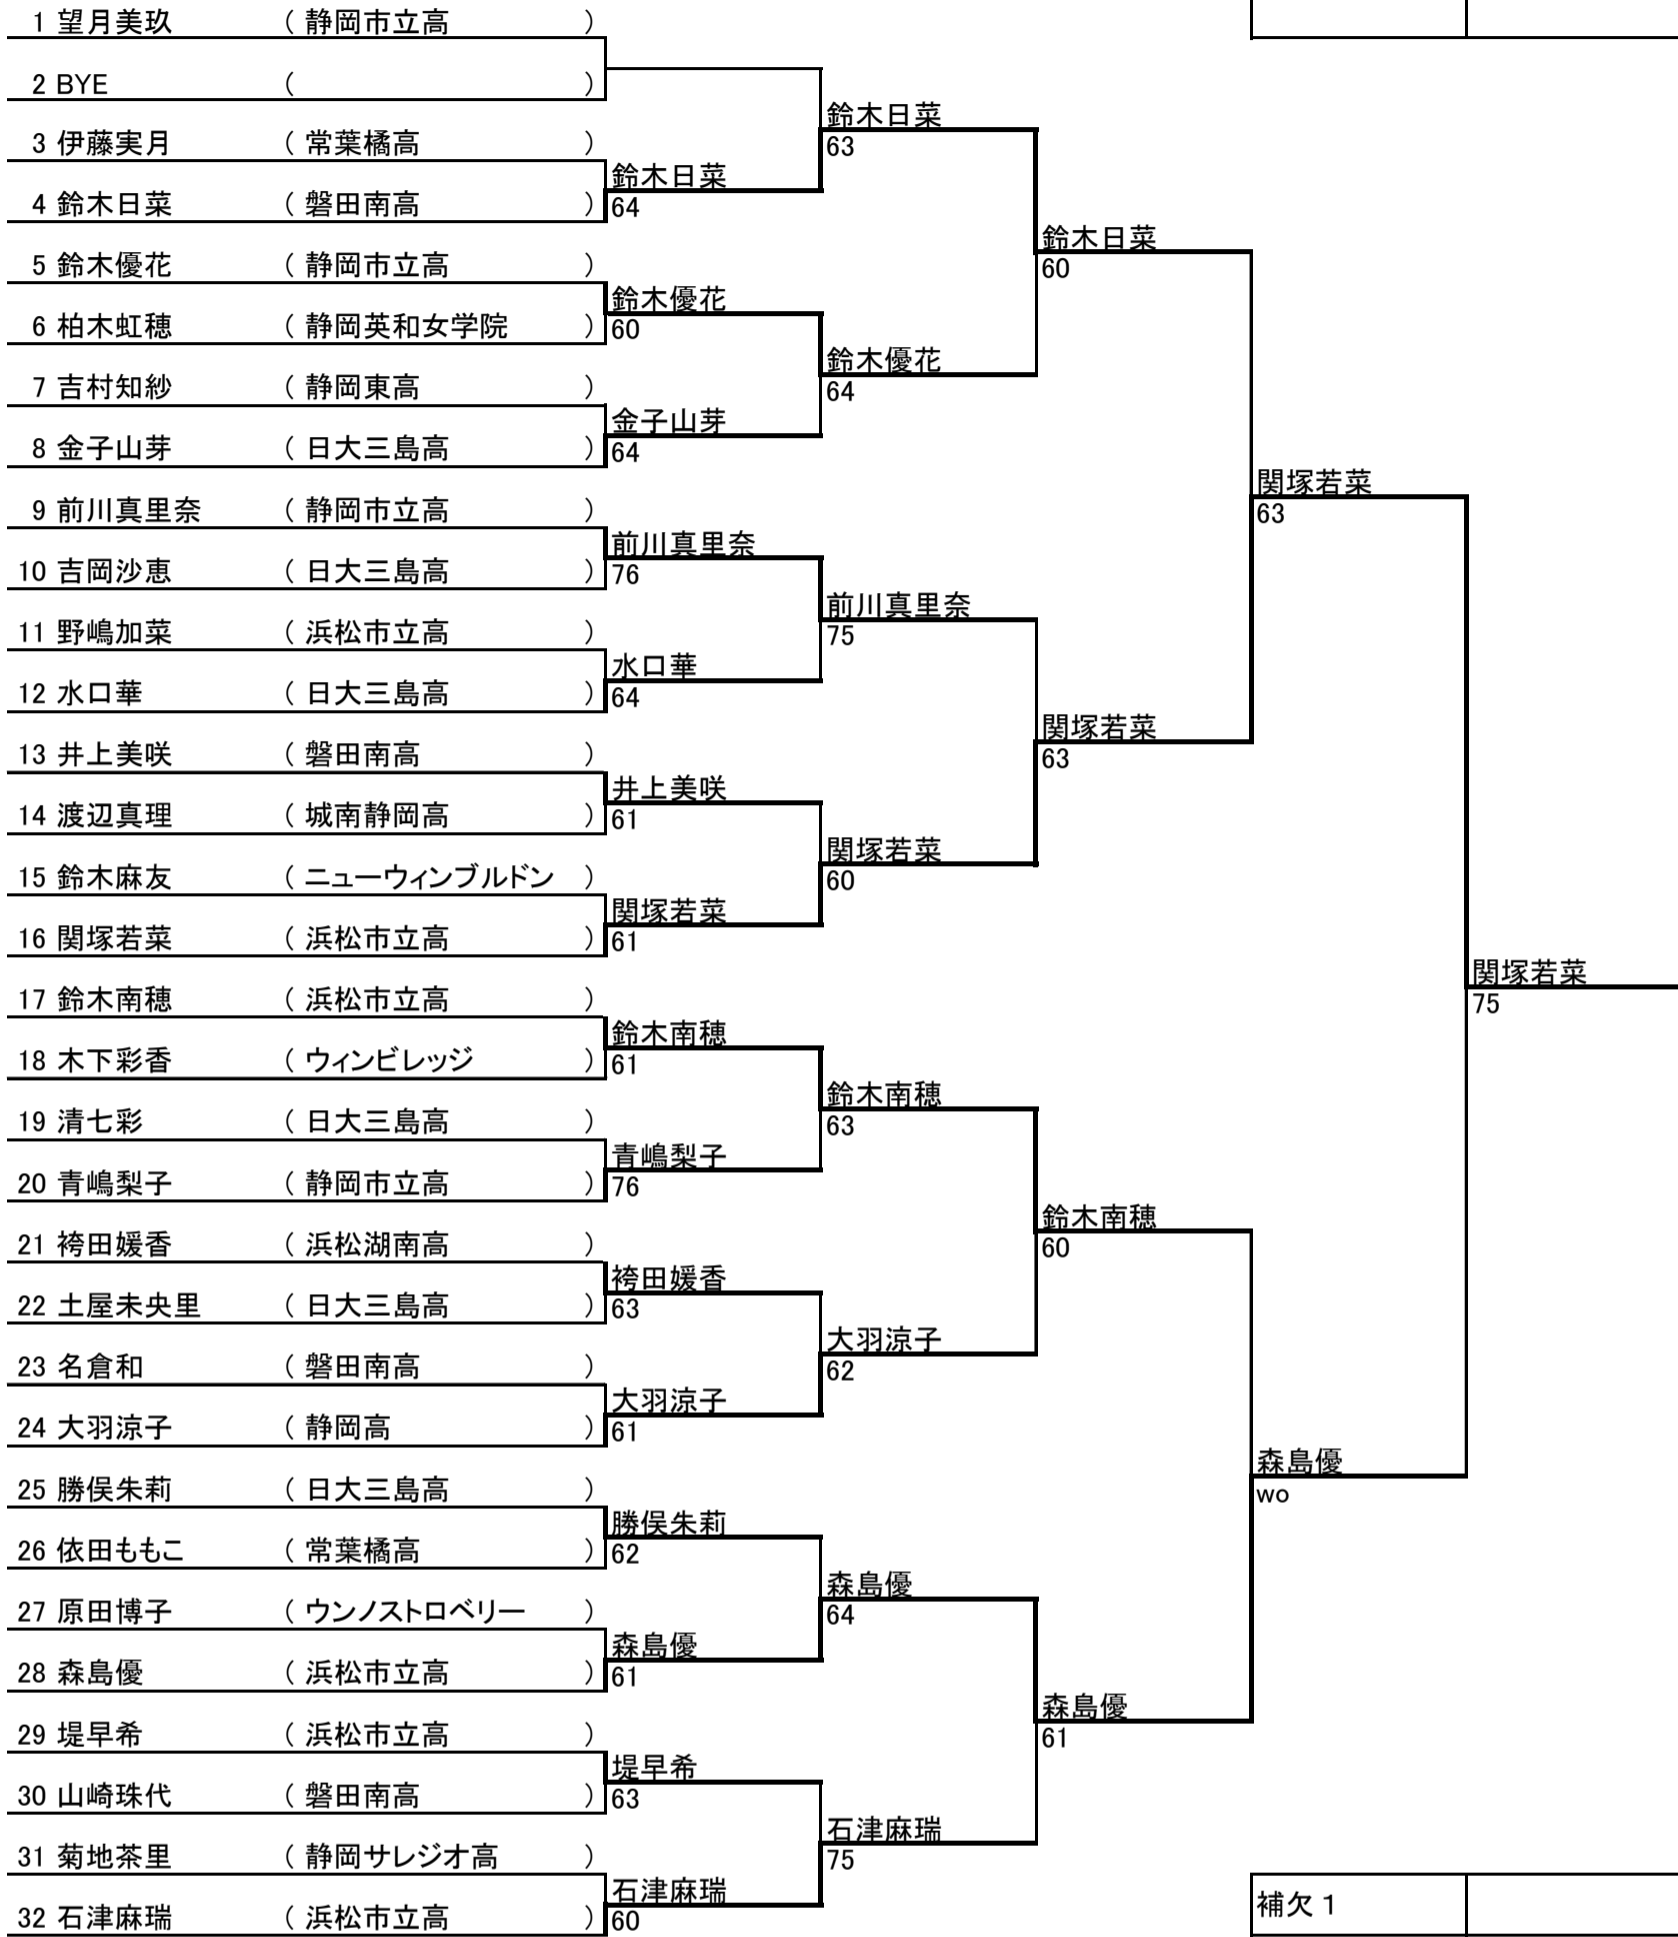 1 望月美玖 ( 静岡市立高 )
2 BYE ( )
鈴木日菜
63
3 伊藤実月 ( 常葉橘高 )
鈴木日菜
4 鈴木日菜 ( 磐田南高 ) 64
鈴木日菜
60
5 鈴木優花 ( 静岡市立高 )
鈴木優花
6 柏木虹穂 ( 静岡英和女学院 ) 60
鈴木優花
64
7 吉村知紗 ( 静岡東高 )
金子山芽
8 金子山芽 ( 日大三島高 ) 64
関塚若菜
63
9 前川真里奈 ( 静岡市立高 )
前川真里奈
10 吉岡沙恵 ( 日大三島高 ) 76
前川真里奈
75
11 野嶋加菜 ( 浜松市立高 )
水口華
12 水口華 ( 日大三島高 ) 64
関塚若菜
63
13 井上美咲 ( 磐田南高 )
井上美咲
14 渡辺真理 ( 城南静岡高 ) 61
関塚若菜
60
15 鈴木麻友 ( ニューウィンブルドン )
関塚若菜
16 関塚若菜 ( 浜松市立高 ) 61
関塚若菜
75
17 鈴木南穂 ( 浜松市立高 )
鈴木南穂
18 木下彩香 ( ウィンビレッジ ) 61
鈴木南穂
63
19 清七彩 ( 日大三島高 )
青嶋梨子
20 青嶋梨子 ( 静岡市立高 ) 76
鈴木南穂
60
21 袴田媛香 ( 浜松湖南高 )
袴田媛香
22 土屋未央里 ( 日大三島高 ) 63
大羽涼子
62
23 名倉和 ( 磐田南高 )
大羽涼子
24 大羽涼子 ( 静岡高 ) 61
森島優
wo
25 勝俣朱莉 ( 日大三島高 )
勝俣朱莉
26 依田ももこ ( 常葉橘高 ) 62
森島優
64
27 原田博子 ( ウンノストロベリー )
森島優
28 森島優 ( 浜松市立高 ) 61
森島優
61
29 堤早希 ( 浜松市立高 )
堤早希
30 山崎珠代 ( 磐田南高 ) 63
石津麻瑞
75
31 菊地茶里 ( 静岡サレジオ高 )
石津麻瑞
32 石津麻瑞 ( 浜松市立高 ) 60
補欠 1